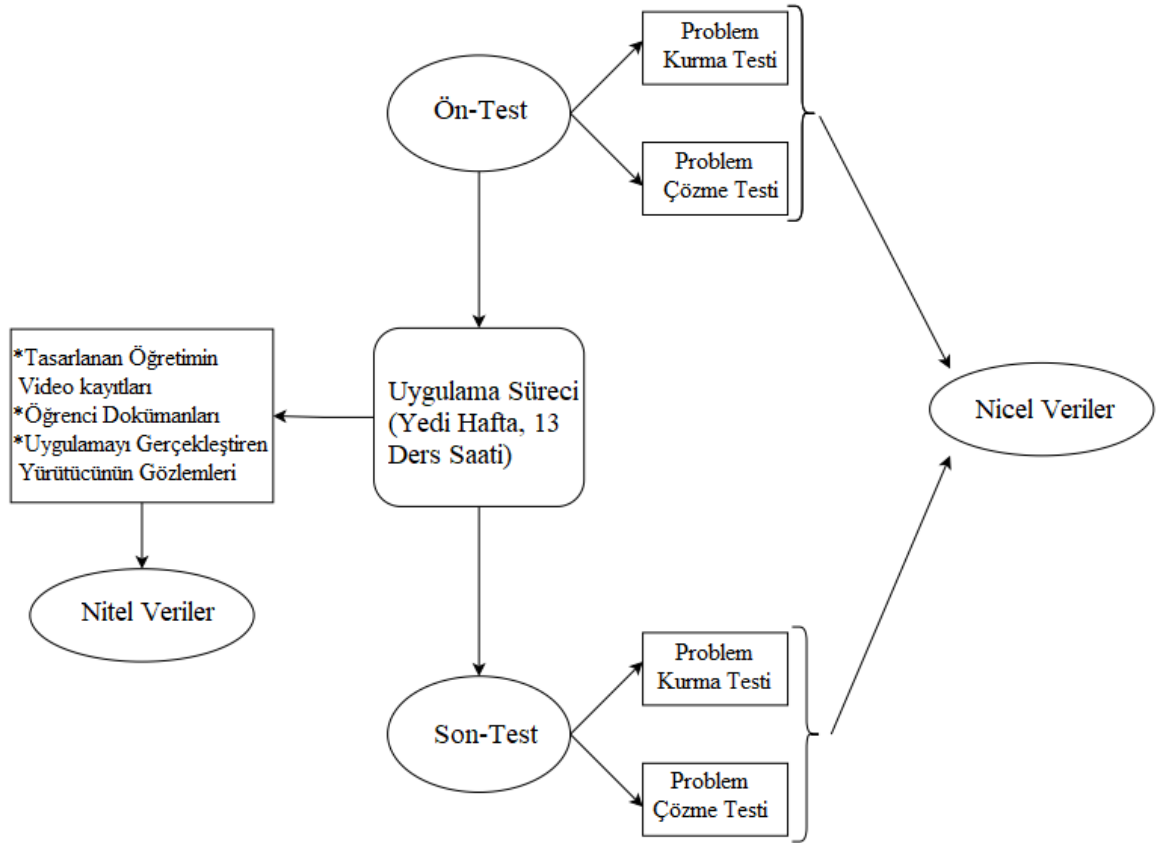 Problem
Kurma Testi
Ön-Test
Problem
Çözme Testi
*Tasarlanan Öğretimin
Video kayıtları
*Öğrenci Dokümanları
*Uygulamayı Gerçekleştiren
Yürütücünün Gözlemleri
Uygulama Süreci
(Yedi Hafta, 13
Ders Saati)
Nicel Veriler
Nitel Veriler
Problem
Kurma Testi
Son-Test
Problem
Çözme Testi